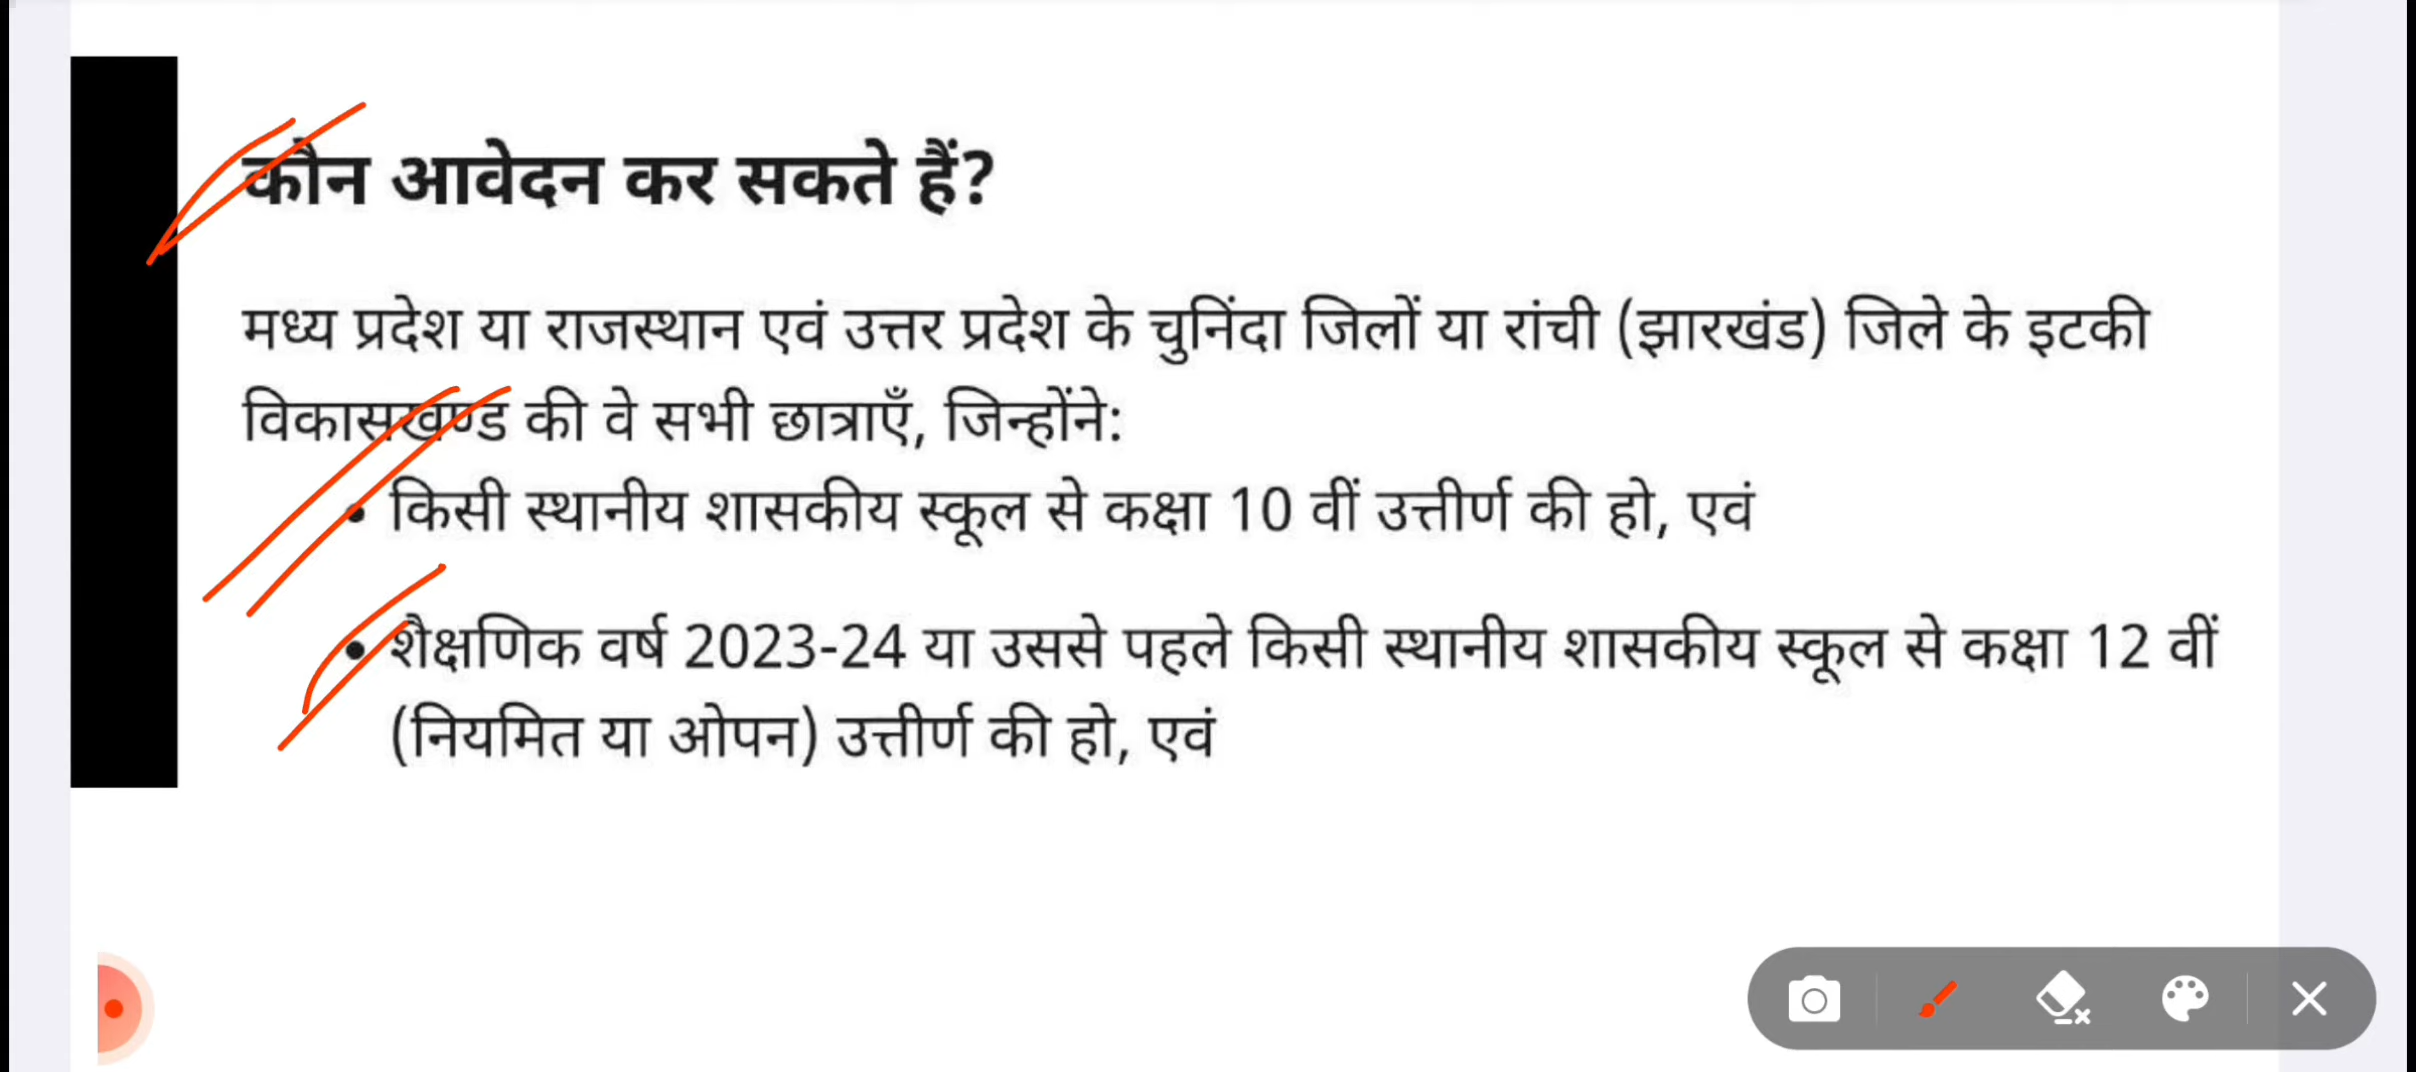 कौन आवेदन कर सकते हैं?
मध्य प्रदेश या राजस्थान एवं उत्तर प्रदेश के चुनिंदा जिलों या रांची (झारखंड) जिले के इटकी
विकासखण्ड की वे सभी छात्राएँ, जिन्होंने:
• किसी स्थानीय शासकीय स्कूल से कक्षा 10 वीं उत्तीर्ण की हो, एवं
• शैक्षणिक वर्ष 2023-24 या उससे पहले किसी स्थानीय शासकीय स्कूल से कक्षा 12 वीं
(नियमित या ओपन) उत्तीर्ण की हो, एवं